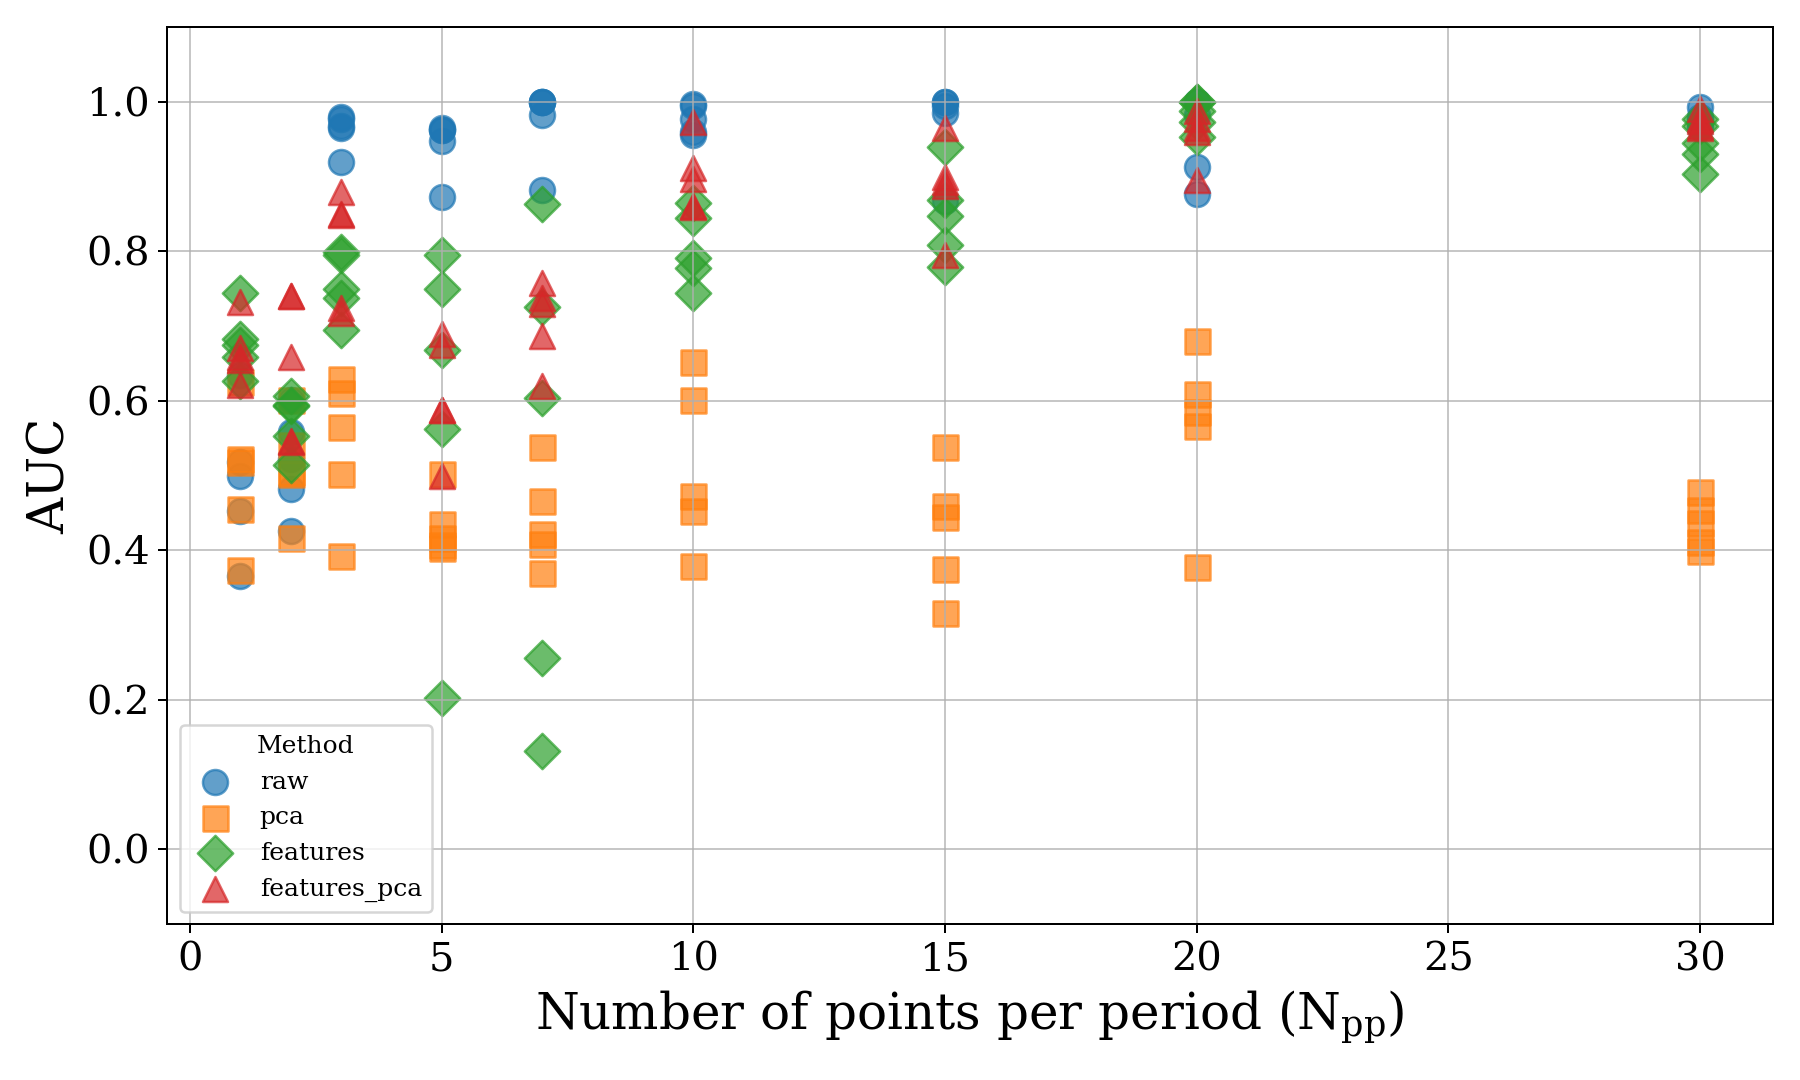 1.0
0.8
0.6
0.4
0.2
0.0
AUC
Method
raw
pca
features
features_pca
0 5 10 15 20 25 30
Number of points per period (Npp)